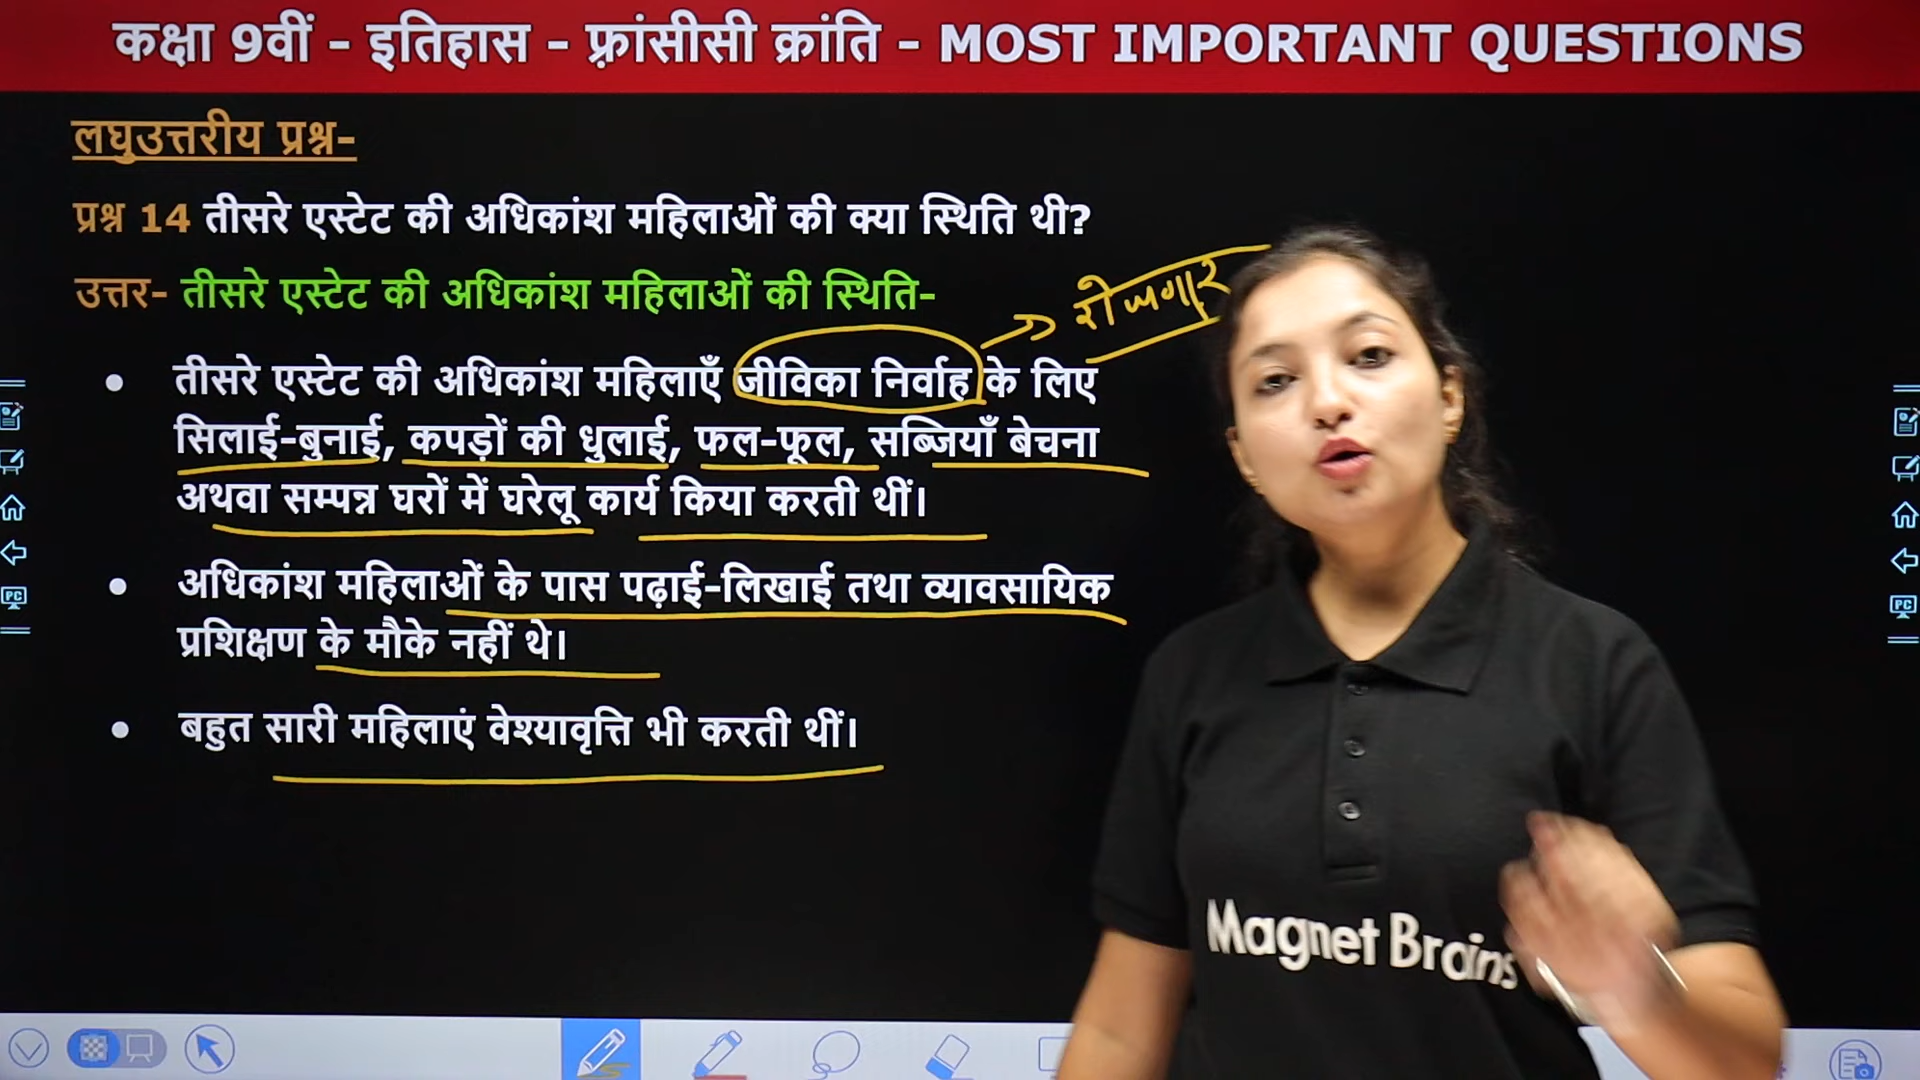 कक्षा 9वीं - इतिहास - फ़्रांसीसी क्रांति - MOST IMPORTANT QUESTIONS
लघुउत्तरीय प्रश्न-
प्रश्न 14 तीसरे एस्टेट की अधिकांश महिलाओं की क्या स्थिति थी?
उत्तर- तीसरे एस्टेट की अधिकांश महिलाओं की स्थिति-
रोजगार
• तीसरे एस्टेट की अधिकांश महिलाएँ जीविका निर्वाह के लिए
सिलाई-बुनाई, कपड़ों की धुलाई, फल-फूल, सब्जियाँ बेचना
अथवा सम्पन्न घरों में घरेलू कार्य किया करती थीं।
• अधिकांश महिलाओं के पास पढ़ाई-लिखाई तथा व्यावसायिक
प्रशिक्षण के मौके नहीं थे।
• बहुत सारी महिलाएं वेश्यावृत्ति भी करती थीं।
Magnet Brains
PC
PC